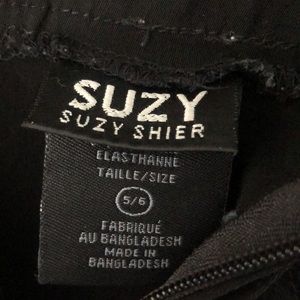 SUZY
SUZY SHIER
ELASTHANNE
TAILLE/SIZE
5/6
FABRIQUÉ
AU BANGLADESH
MADE IN
BANGLADESH